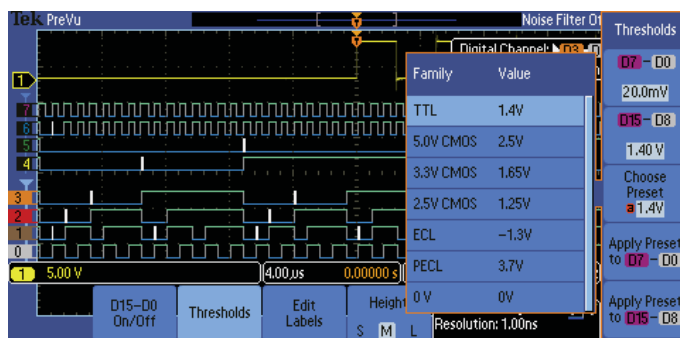 Tek PreVu
Noise Filter Of
Thresholds
Digital Channel: D3
D7 - D0
20.0mV
D15 - D8
1.40 V
Choose
Preset
a 1.4V
Apply Preset
to D7 - D0
Apply Preset
to D15 - D8
Family Value
TTL 1.4V
5.0V CMOS 2.5V
3.3V CMOS 1.65V
2.5V CMOS 1.25V
ECL −1.3V
PECL 3.7V
0 V 0V
1
7
6
5
4
3
2
1
0
1 5.00 V
4.00µs
0.00000 s
D15–D0
On/Off
Thresholds
Edit
Labels
Height
S M L
Resolution: 1.00ns